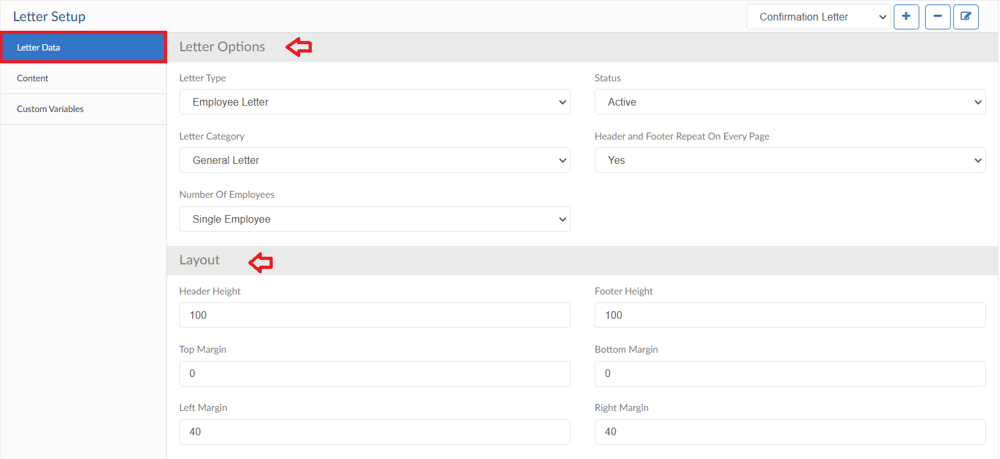 Letter Setup
Confirmation Letter
Letter Data
Content
Custom Variables
Letter Options
Letter Type
Status
Employee Letter
Active
Letter Category
Header and Footer Repeat On Every Page
General Letter
Yes
Number Of Employees
Single Employee
Layout
Header Height
Footer Height
100
100
Top Margin
Bottom Margin
0
0
Left Margin
Right Margin
40
40